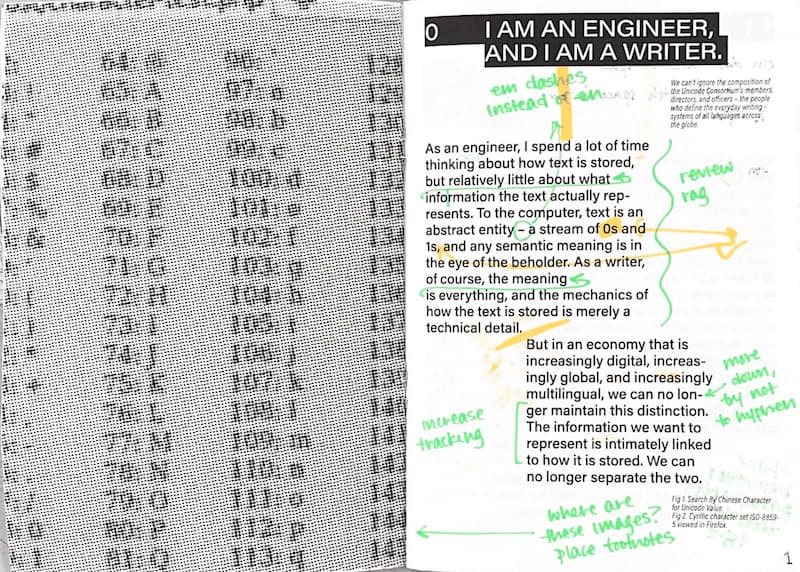 64: @
65: A
66: B
67: C
68: D
69: E
70: F
71: G
72: H
73: I
74: J
75: K
76: L
77: M
78: N
79: O
80: P
81: Q
96:
97:
99: c
100: d
101: e
102: f
103: g
104: h
105: i
106: j
107: k
108: l
109: m
110: n
111: o
113: q
0 I AM AN ENGINEER,
AND I AM A WRITER.
We can't ignore the composition of
the Unicode Consortium's members,
directors, and officers – the people
who define the everyday writing
systems of all languages across
the globe.
em dashes
instead of en
As an engineer, I spend a lot of time
thinking about how text is stored,
but relatively little about what
information the text actually rep-
resents. To the computer, text is an
abstract entity – a stream of 0s and
1s, and any semantic meaning is in
the eye of the beholder. As a writer,
of course, the meaning
is everything, and the mechanics of
how the text is stored is merely a
technical detail.
review
rag
But in an economy that is
increasingly digital, increas-
ingly global, and increasingly
multilingual, we can no lon-
ger maintain this distinction.
The information we want to
represent is intimately linked
to how it is stored. We can
no longer separate the two.
move
down,
by not
to hyphen
increase
tracking
Fig 1. Search By Chinese Character
for Unicode Value.
Fig 2. Cyrillic character set ISO-8859-
5 viewed in Firefox.
where are
these images?
place footnotes
1